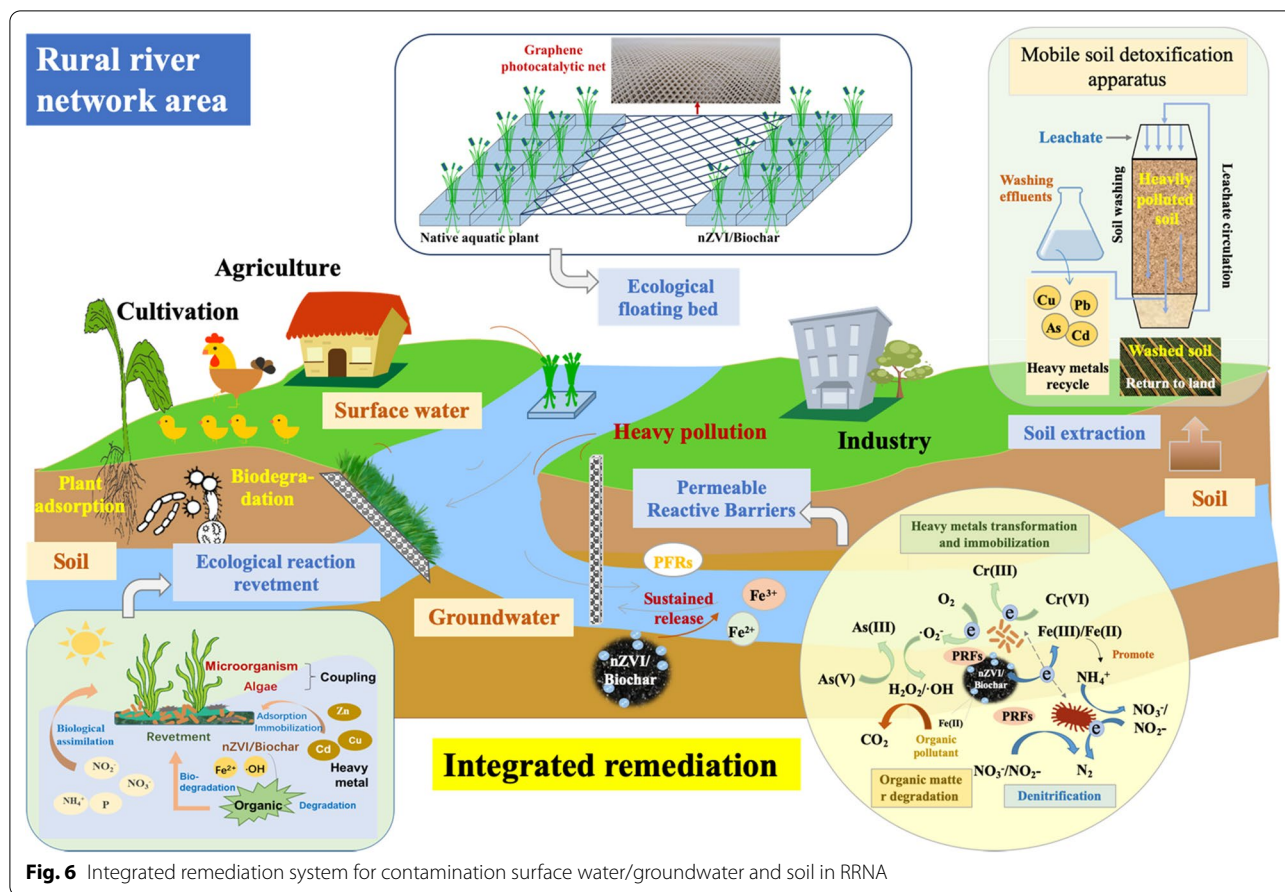 Rural river
network area
Graphene
photocatalytic net
Native aquatic plant
nZVI/Biochar
Ecological
floating bed
Mobile soil detoxification
apparatus
Leachate
Washing
effluents
Soil washing
Heavily
polluted
soil
Leachate circulation
Cu
Pb
As
Cd
Heavy metals
recycle
Washed soil
Return to land
Soil extraction
Soil
Agriculture
Cultivation
Surface water
Heavy pollution
Industry
Plant
adsorption
Biodegra-
dation
Soil
Ecological reaction
revetment
Permeable
Reactive Barriers
PFRs
Groundwater
Sustained
release
Fe³⁺
Fe²⁺
nZVI/
Biochar
Microorganism
Algae
Coupling
Biological
assimilation
Adsorption
Immobilization
Revetment
Zn
Cu
Cd
Heavy
metal
nZVI/Biochar
Fe²⁺
·OH
Bio-
degradation
Organic
Degradation
NO₂⁻
NO₃⁻
NH₄⁺
P
Integrated remediation
Heavy metals transformation
and immobilization
Cr(III)
O₂
Cr(VI)
e
As(III)
·O₂⁻
Fe(III)/Fe(II)
PRFs
Promote
nZVI/
Biochar
e
NH₄⁺
As(V)
H₂O₂/·OH
PRFs
NO₃⁻/
NO₂-
e
Fe(II)
CO₂
Organic
pollutant
NO₃⁻/NO₂-
N₂
Organic matte
r degradation
Denitrification
Fig. 6 Integrated remediation system for contamination surface water/groundwater and soil in RRNA